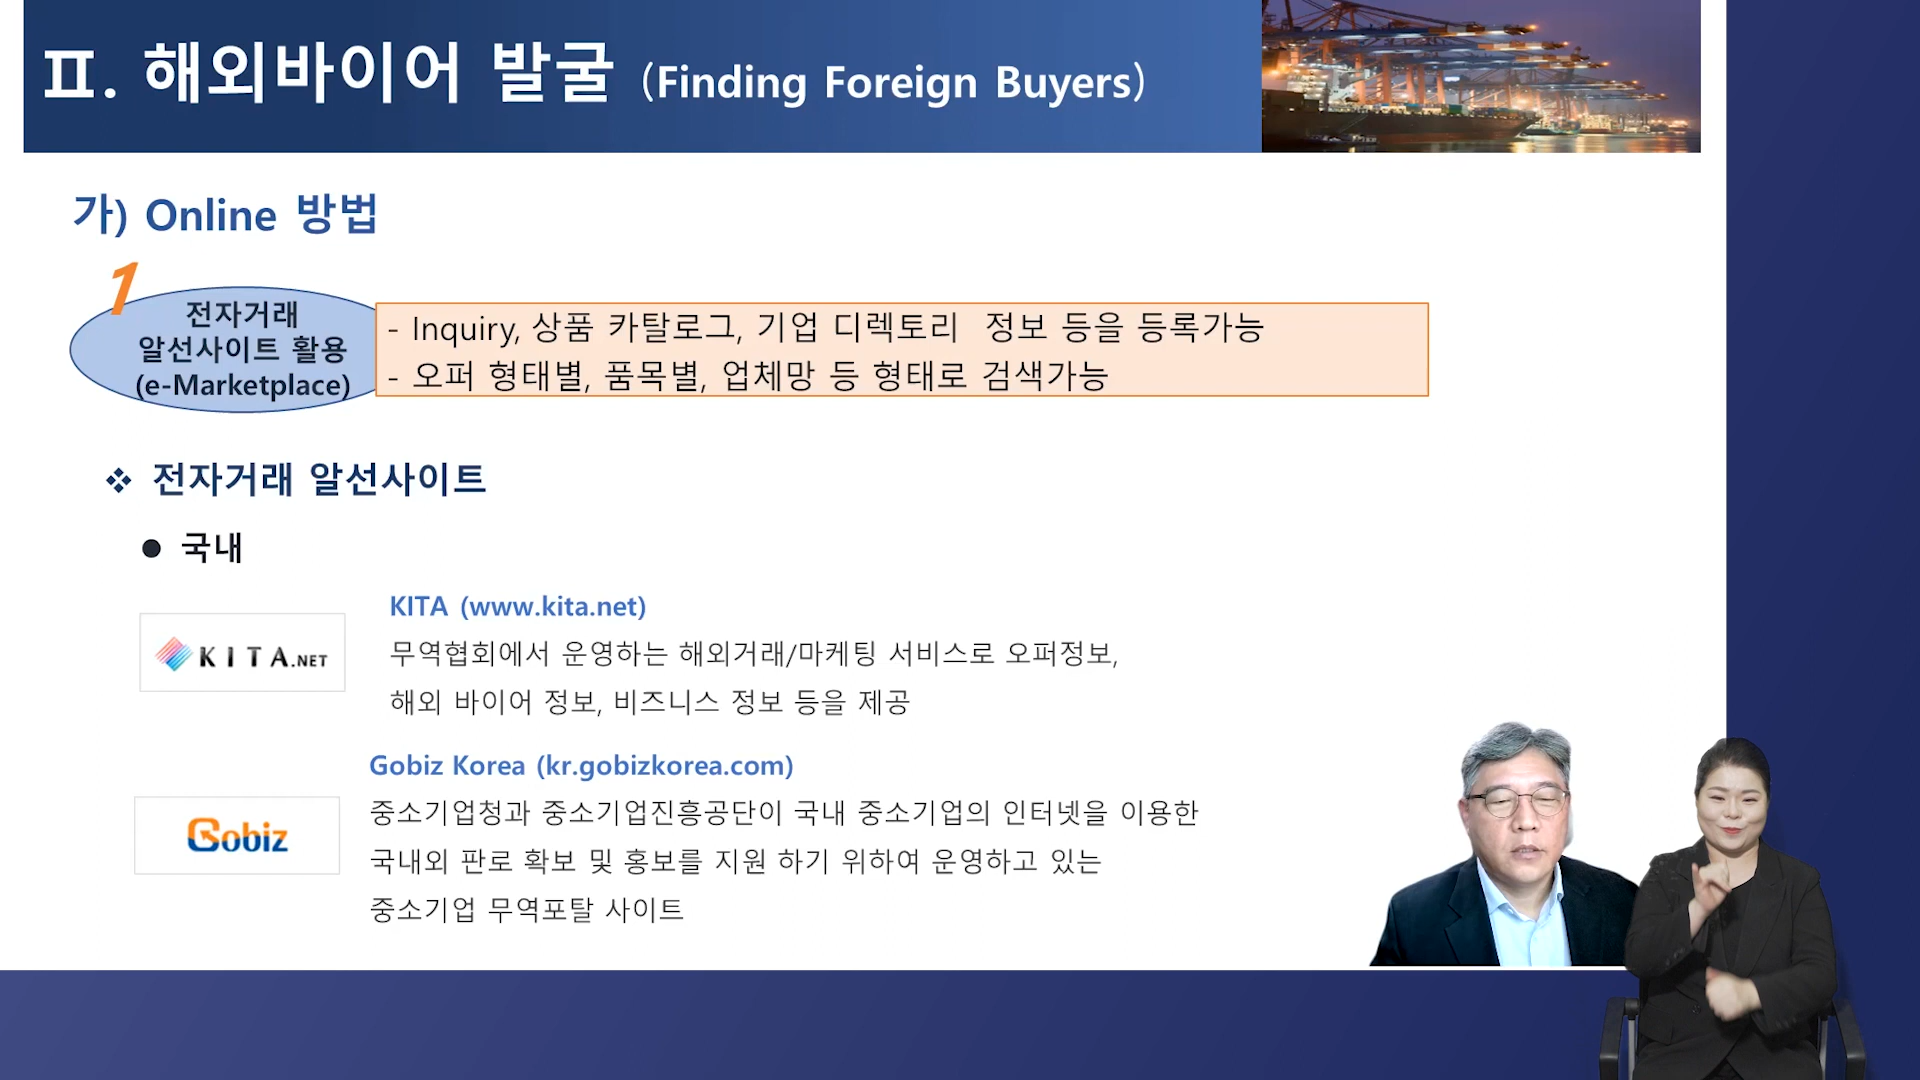 Ⅱ. 해외바이어 발굴 (Finding Foreign Buyers)
가) Online 방법
1
전자거래
알선사이트 활용
(e-Marketplace)
- Inquiry, 상품 카탈로그, 기업 디렉토리 정보 등을 등록가능
- 오퍼 형태별, 품목별, 업체망 등 형태로 검색가능
❖ 전자거래 알선사이트
● 국내
KITA.NET
KITA (www.kita.net)
무역협회에서 운영하는 해외거래/마케팅 서비스로 오퍼정보,
해외 바이어 정보, 비즈니스 정보 등을 제공
Gobiz
Gobiz Korea (kr.gobizkorea.com)
중소기업청과 중소기업진흥공단이 국내 중소기업의 인터넷을 이용한
국내외 판로 확보 및 홍보를 지원 하기 위하여 운영하고 있는
중소기업 무역포탈 사이트